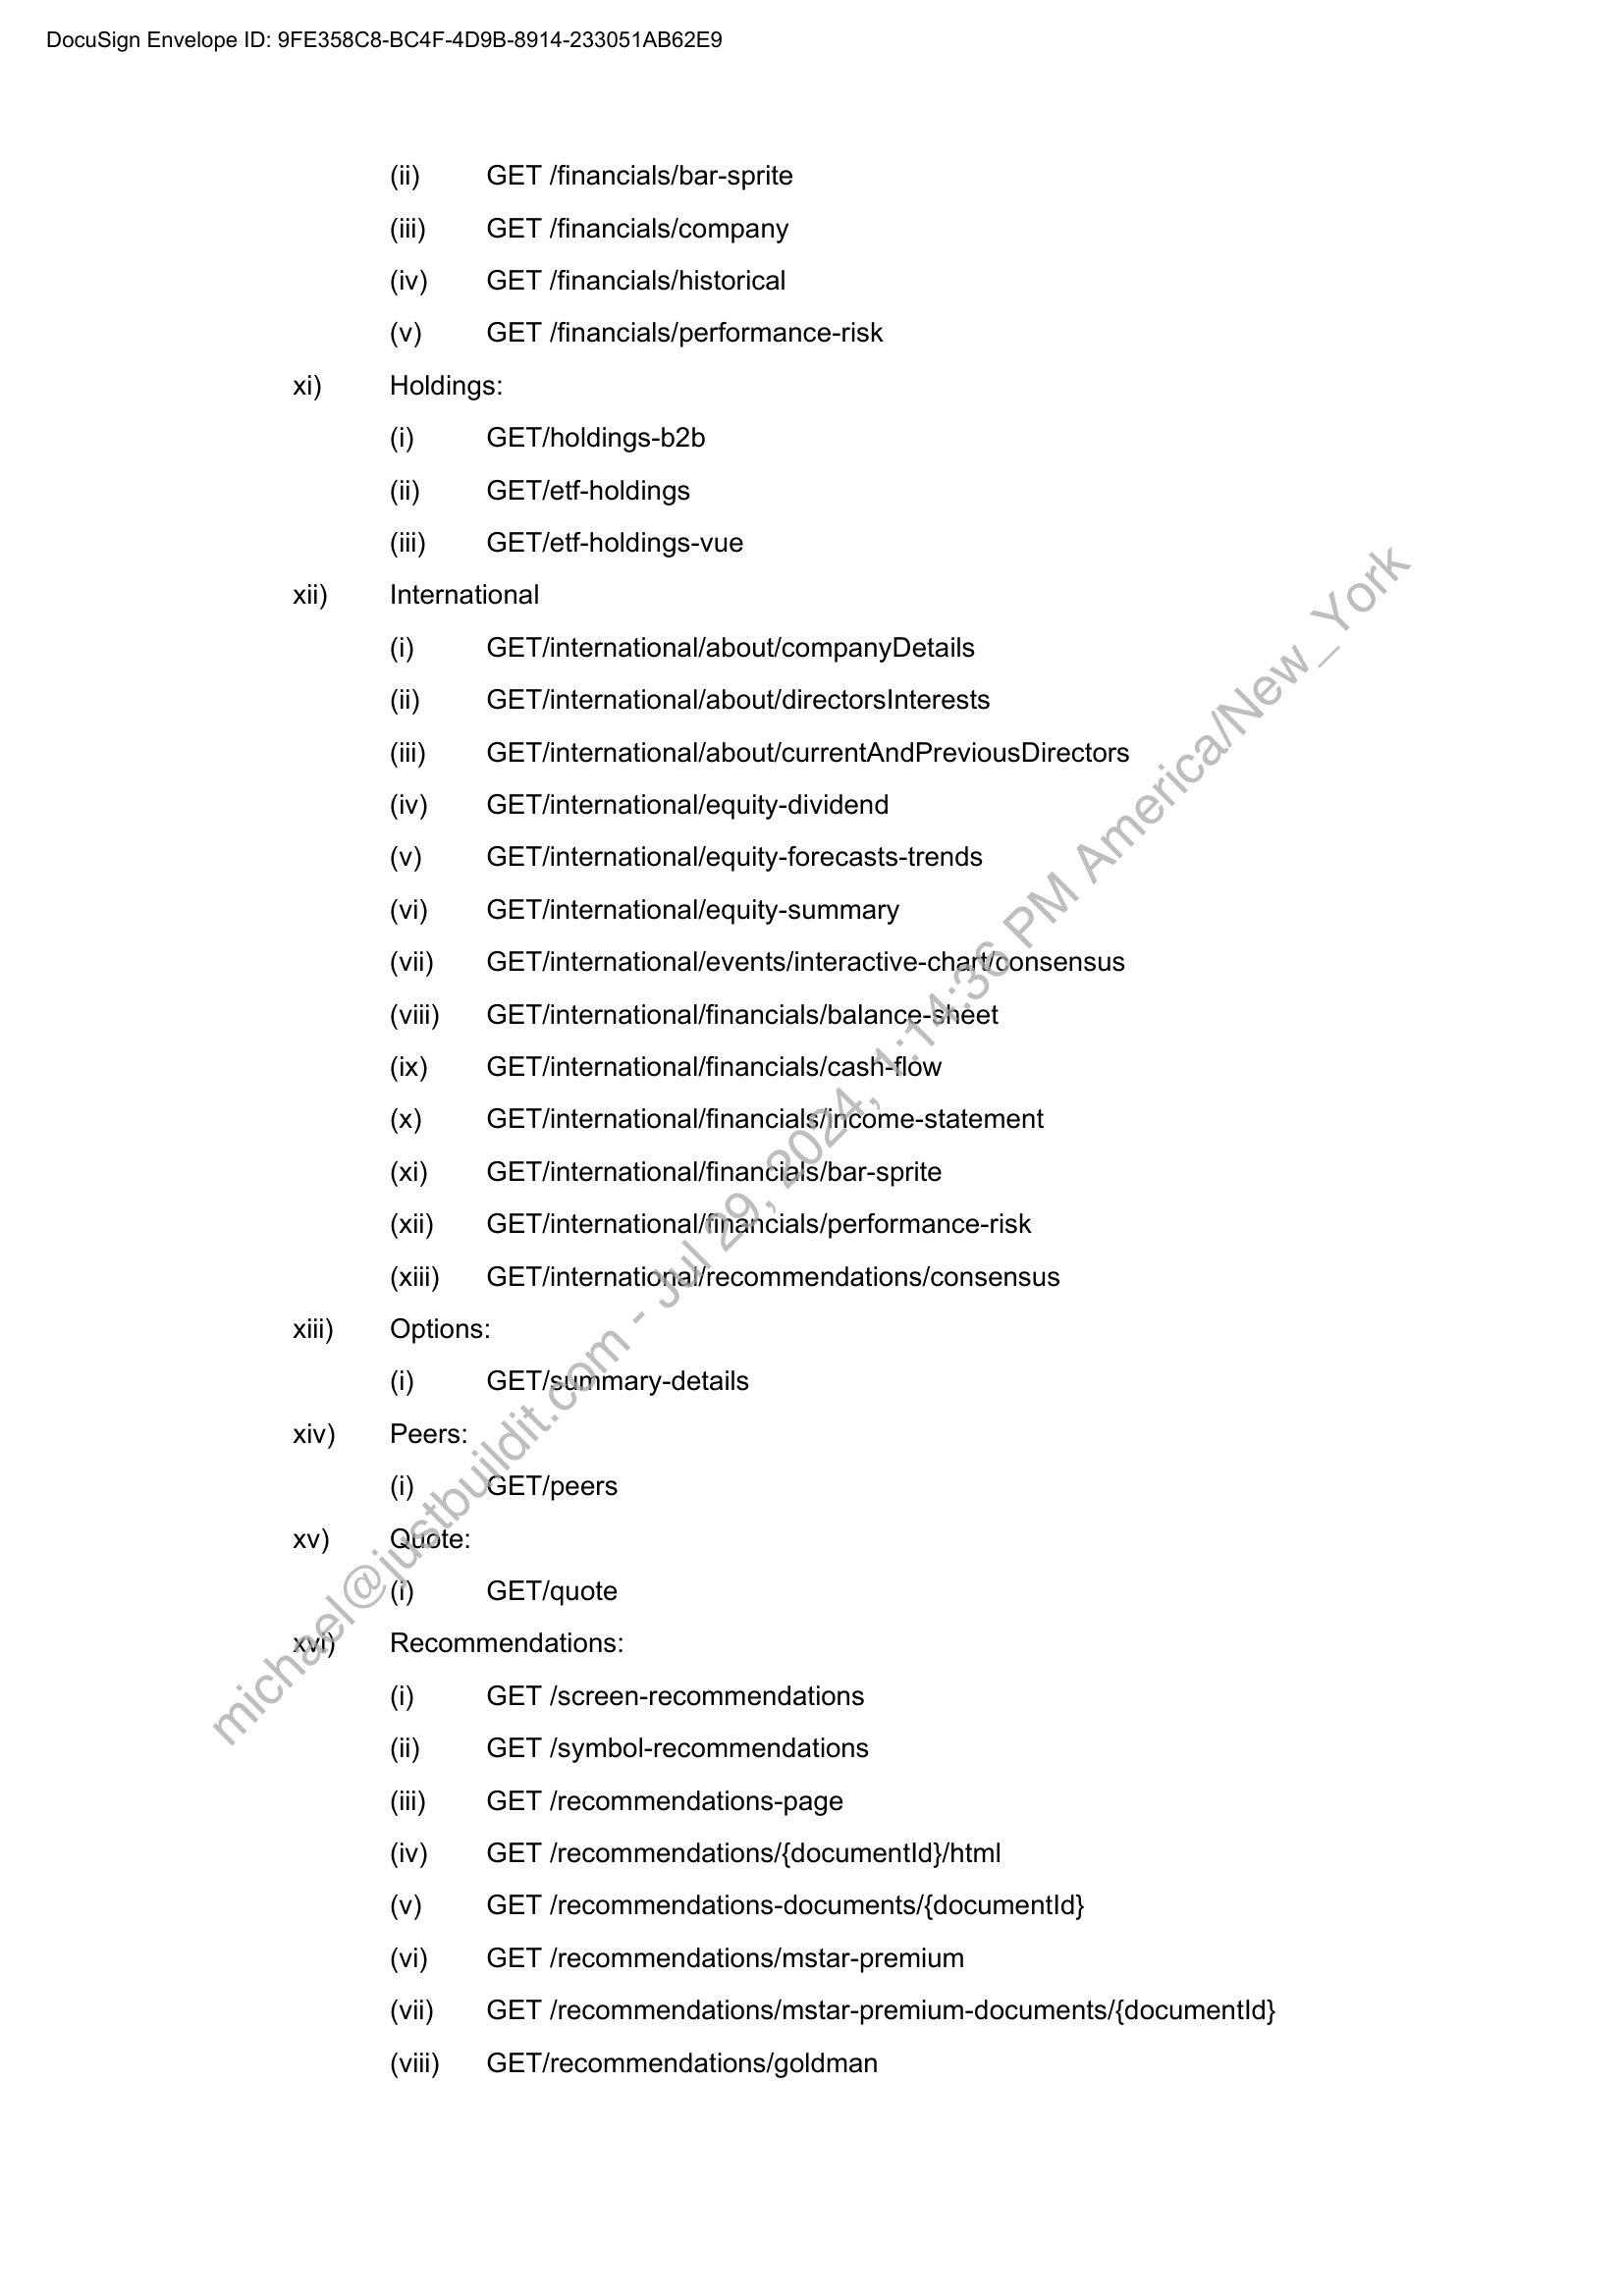 DocuSign Envelope ID: 9FE358C8-BC4F-4D9B-8914-233051AB62E9
(ii) GET /financials/bar-sprite
(iii) GET /financials/company
(iv) GET /financials/historical
(v) GET /financials/performance-risk
xi) Holdings:
(i) GET/holdings-b2b
(ii) GET/etf-holdings
(iii) GET/etf-holdings-vue
xii) International
(i) GET/international/about/companyDetails
(ii) GET/international/about/directorsInterests
(iii) GET/international/about/currentAndPreviousDirectors
(iv) GET/international/equity-dividend
(v) GET/international/equity-forecasts-trends
(vi) GET/international/equity-summary
(vii) GET/international/events/interactive-chart/consensus
(viii) GET/international/financials/balance-sheet
(ix) GET/international/financials/cash-flow
(x) GET/international/financials/income-statement
(xi) GET/international/financials/bar-sprite
(xii) GET/international/financials/performance-risk
(xiii) GET/international/recommendations/consensus
xiii) Options:
(i) GET/summary-details
xiv) Peers:
(i) GET/peers
xv) Quote:
(i) GET/quote
xvi) Recommendations:
(i) GET /screen-recommendations
(ii) GET /symbol-recommendations
(iii) GET /recommendations-page
(iv) GET /recommendations/{documentId}/html
(v) GET /recommendations-documents/{documentId}
(vi) GET /recommendations/mstar-premium
(vii) GET /recommendations/mstar-premium-documents/{documentId}
(viii) GET/recommendations/goldman
michael@justbuildit.com - Jul 29, 2024, 1:14:36 PM America/New_York